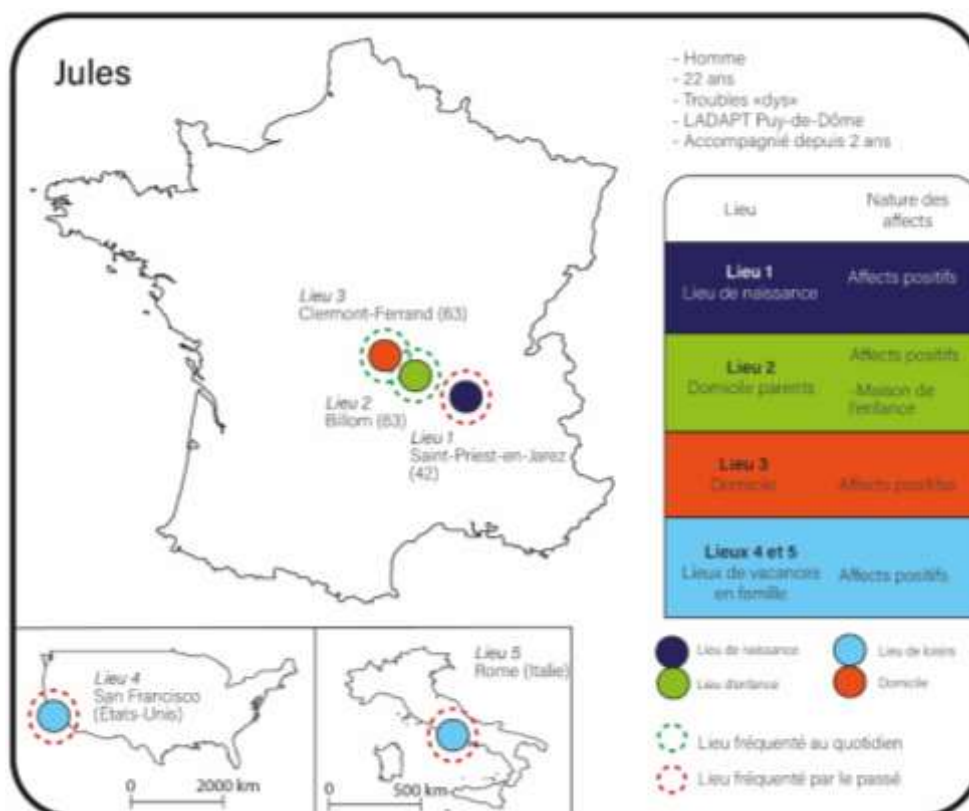 Jules
- Homme
- 22 ans
- Troubles «dys»
- LADAPT Puy-de-Dôme
- Accompagnié depuis 2 ans
Lieu 3
Clermont-Ferrand (63)
Lieu 2
Billom (63)
Lieu 1
Saint-Priest-en-Jarez
(42)
Lieu
Nature des
affects
Lieu 1
Lieu de naissance
Affects positifs
Lieu 2
Domicile parents
Affects positifs
-Maison de
l'enfance
Lieu 3
Domicile
Affects positifs
Lieux 4 et 5
Lieux de vacances
en famille
Affects positifs
Lieu 4
San Francisco
(Etats-Unis)
0 2000 km
Lieu 5
Rome (Italie)
0 500 km
Lieu de naissance
Lieu de loisirs
Lieu d'enfance
Domicile
Lieu fréquenté au quotidien
Lieu fréquenté par le passé